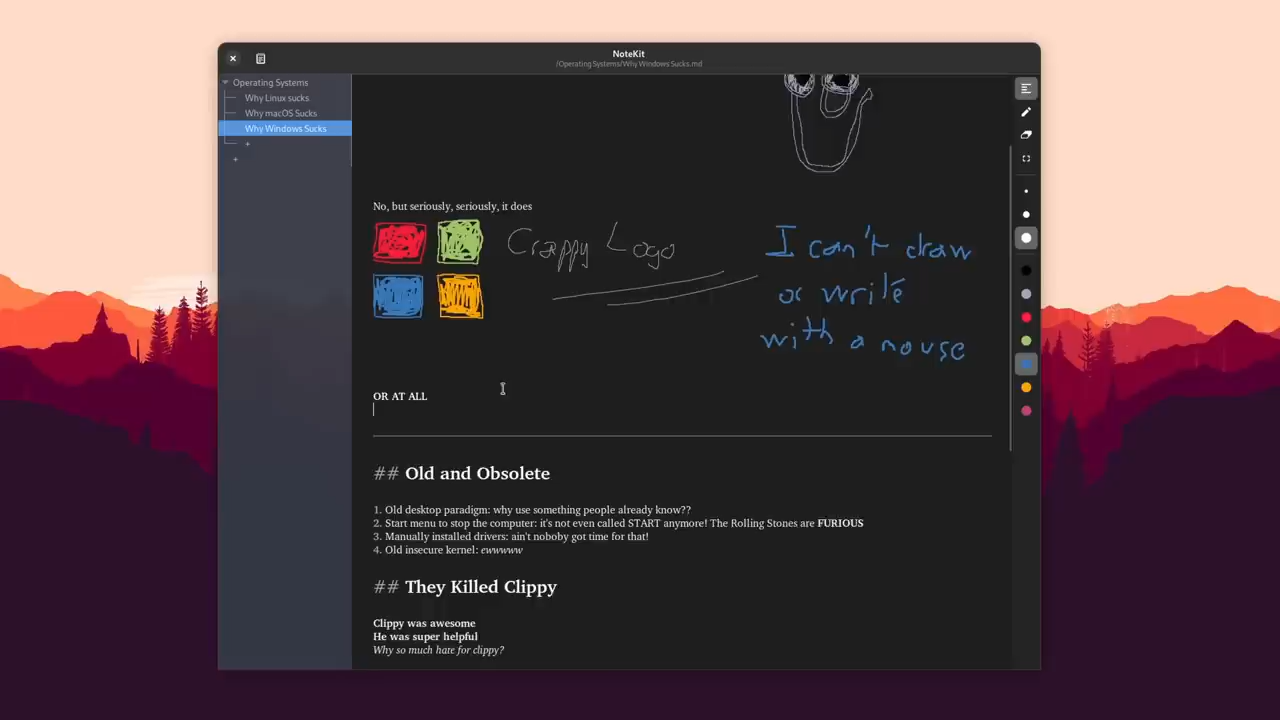 NoteKit
/Operating Systems/Why Windows Sucks.md
Operating Systems
Why Linux sucks
Why macOS Sucks
Why Windows Sucks
+
+
No, but seriously, seriously, it does
Crappy Logo
I can't draw
or write
with a mouse
OR AT ALL
## Old and Obsolete
1. Old desktop paradigm: why use something people already know??
2. Start menu to stop the computer: it's not even called START anymore! The Rolling Stones are FURIOUS
3. Manually installed drivers: ain't noboby got time for that!
4. Old insecure kernel: ewwwww
## They Killed Clippy
Clippy was awesome
He was super helpful
Why so much hate for clippy?